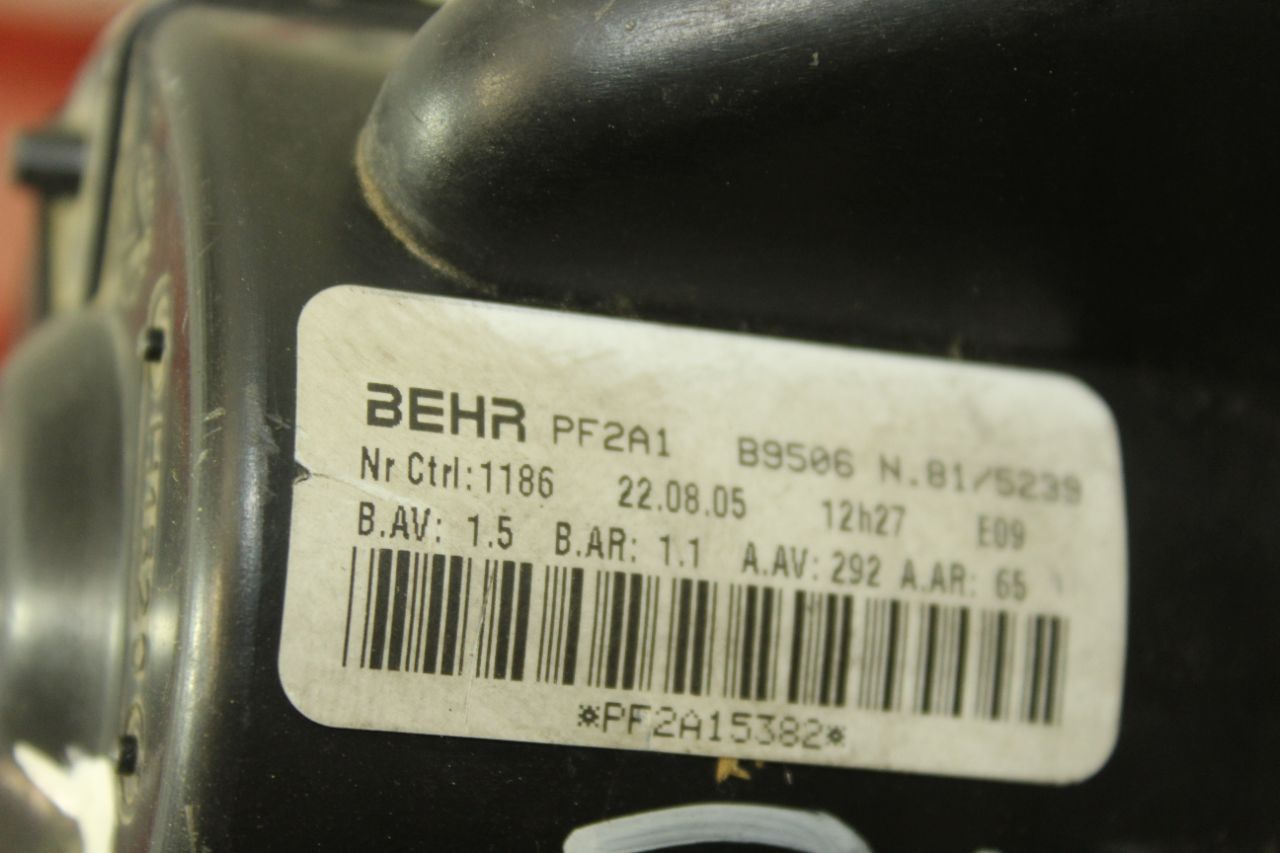 BEHR PF2A1 B9506 N.81/5239
Nr Ctrl:1186 22.08.05 12h27 E09
B.AV: 1.5 B.AR: 1.1 A.AV: 292 A.AR: 65
*PF2A15382*